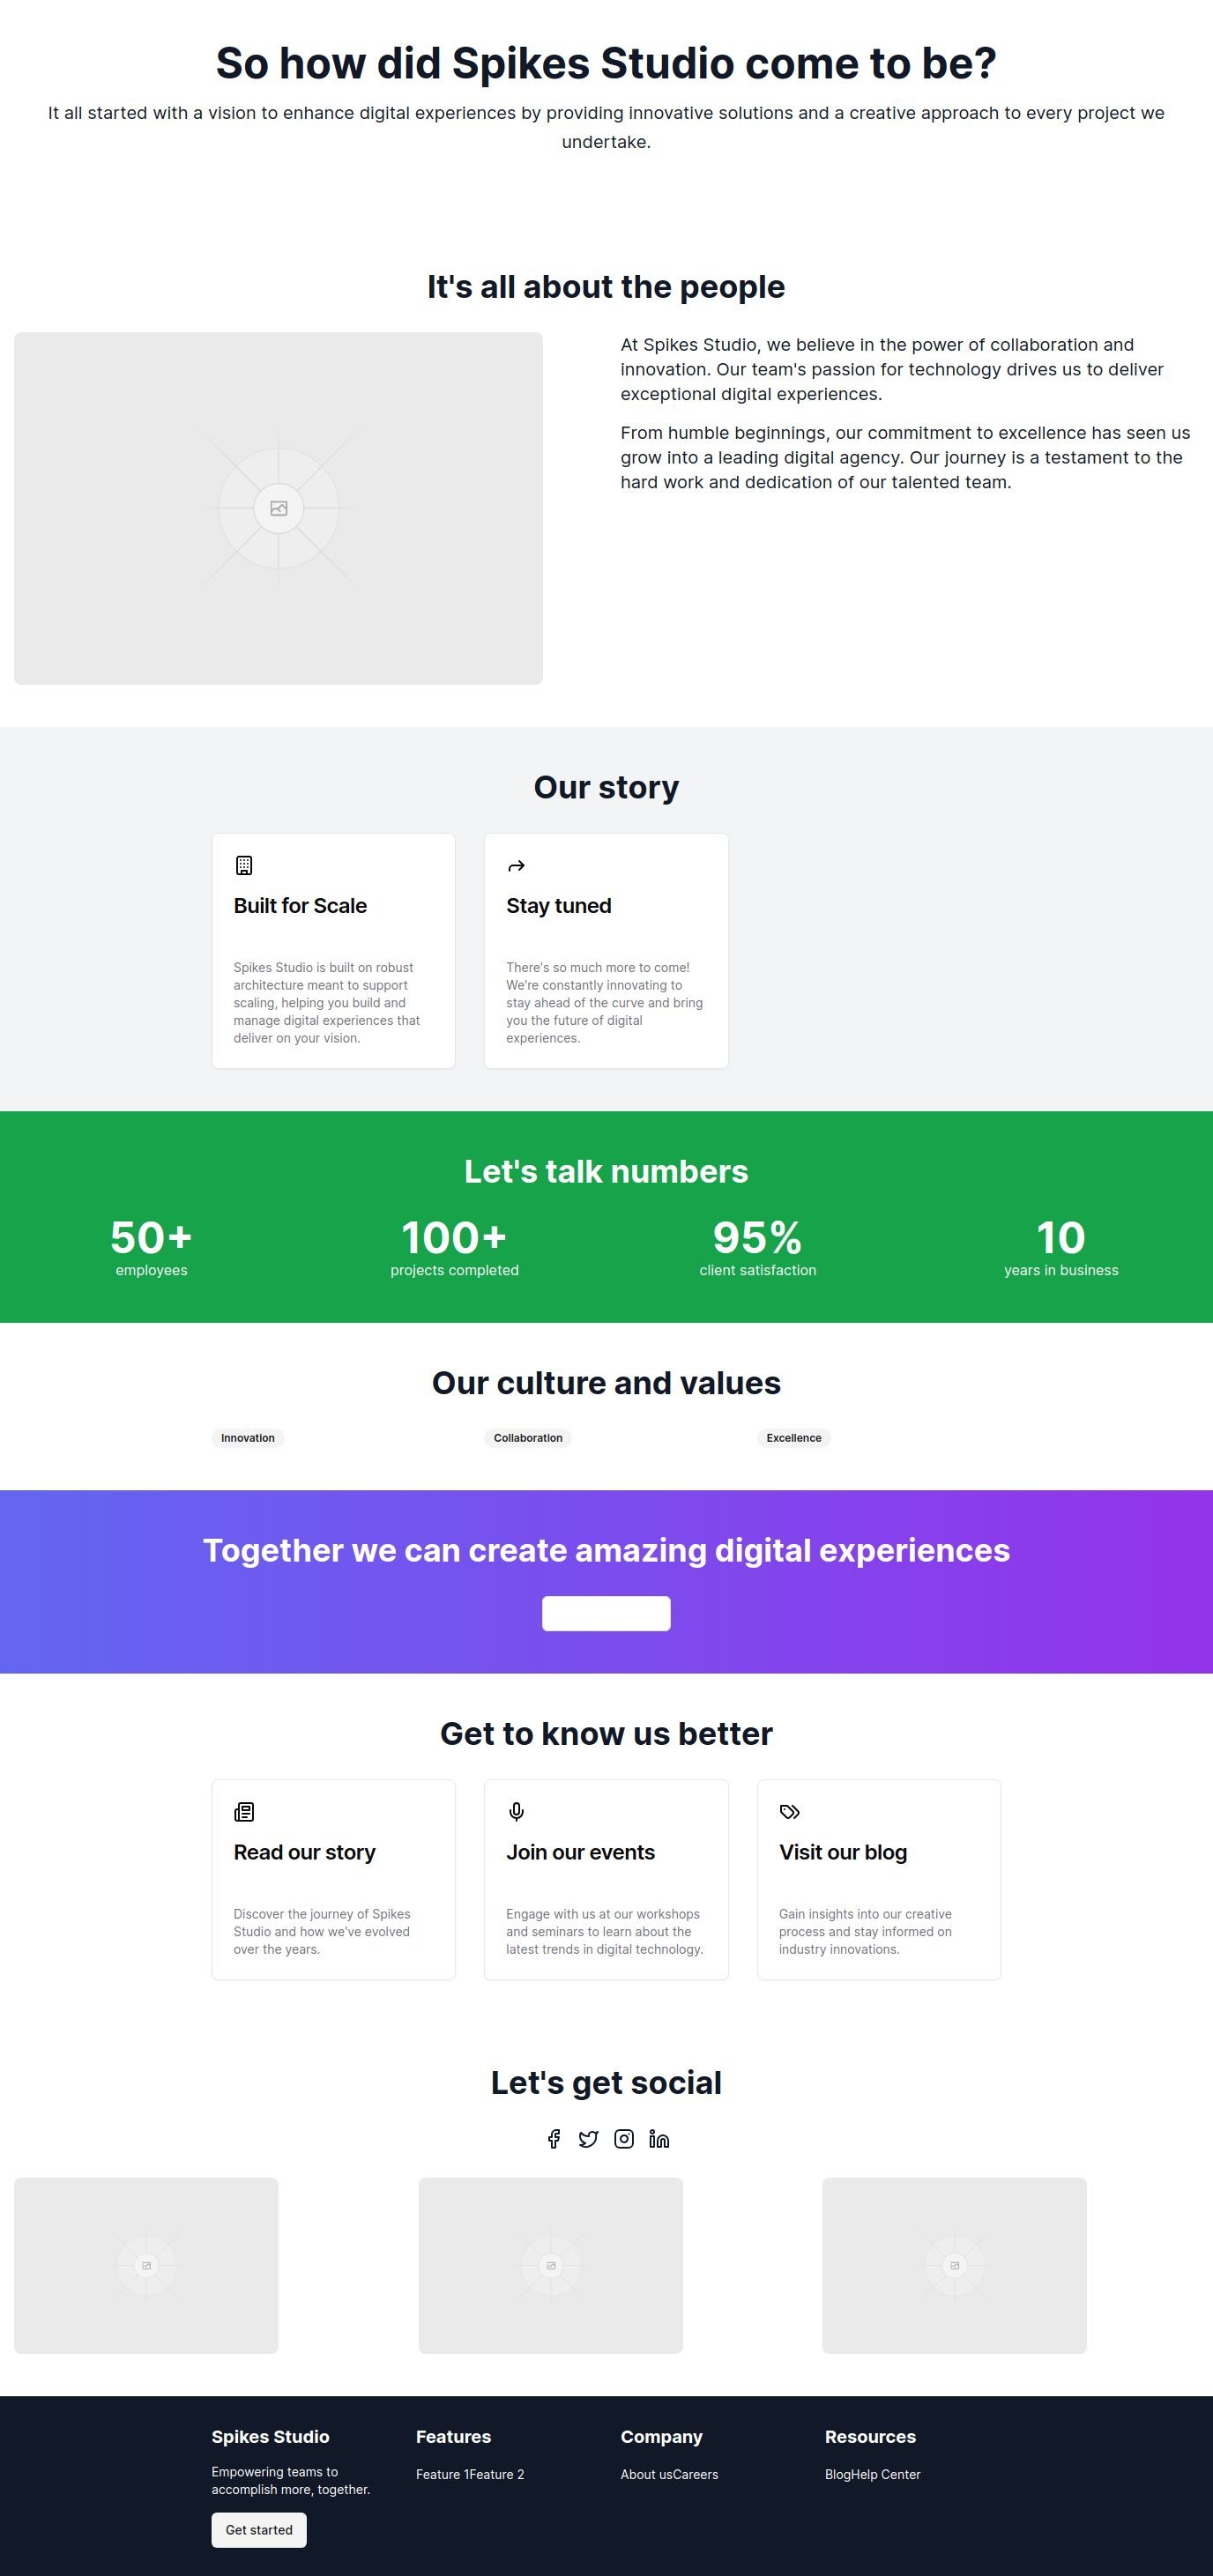 So how did Spikes Studio come to be?
It all started with a vision to enhance digital experiences by providing innovative solutions and a creative approach to every project we
undertake.
It's all about the people
At Spikes Studio, we believe in the power of collaboration and
innovation. Our team's passion for technology drives us to deliver
exceptional digital experiences.
From humble beginnings, our commitment to excellence has seen us
grow into a leading digital agency. Our journey is a testament to the
hard work and dedication of our talented team.
Our story
Built for Scale
Spikes Studio is built on robust
architecture meant to support
scaling, helping you build and
manage digital experiences that
deliver on your vision.
Stay tuned
There's so much more to come!
We're constantly innovating to
stay ahead of the curve and bring
you the future of digital
experiences.
Let's talk numbers
50+
employees
100+
projects completed
95%
client satisfaction
10
years in business
Our culture and values
Innovation
Collaboration
Excellence
Together we can create amazing digital experiences
Get to know us better
Read our story
Discover the journey of Spikes
Studio and how we've evolved
over the years.
Join our events
Engage with us at our workshops
and seminars to learn about the
latest trends in digital technology.
Visit our blog
Gain insights into our creative
process and stay informed on
industry innovations.
Let's get social
Spikes Studio
Empowering teams to
accomplish more, together.
Get started
Features
Feature 1Feature 2
Company
About usCareers
Resources
BlogHelp Center